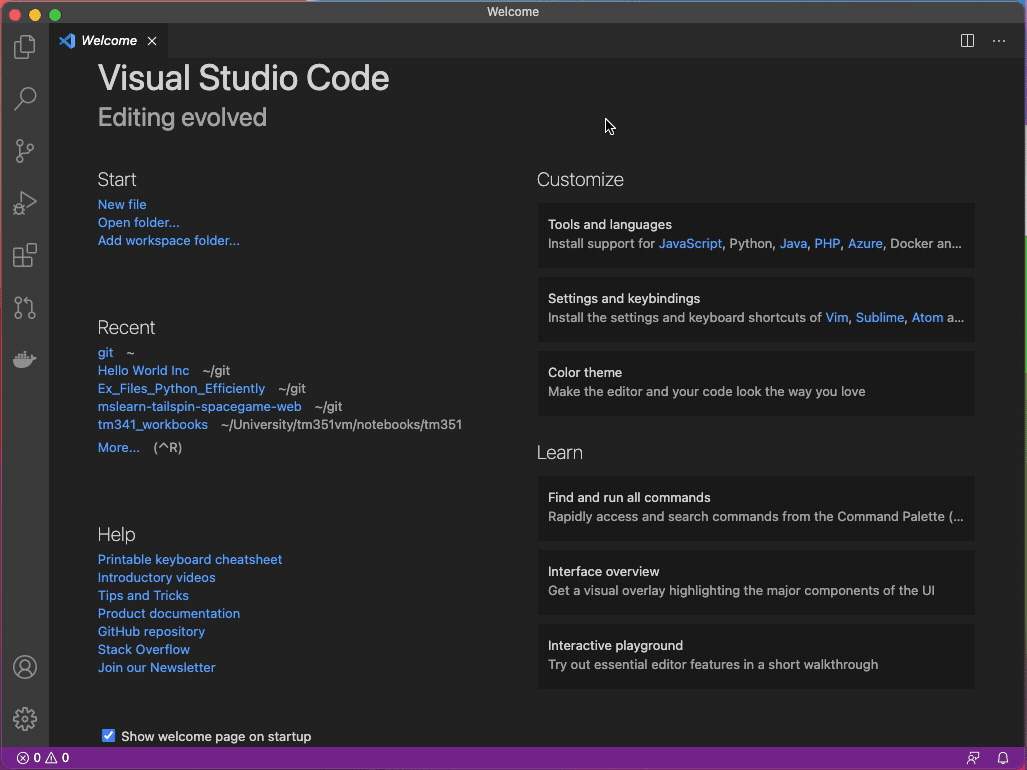 Welcome
Welcome
Visual Studio Code
Editing evolved
Start
New file
Open folder...
Add workspace folder...
Recent
git ~
Hello World Inc ~/git
Ex_Files_Python_Efficiently ~/git
mslearn-tailspin-spacegame-web ~/git
tm341_workbooks ~/University/tm351vm/notebooks/tm351
More... (^R)
Help
Printable keyboard cheatsheet
Introductory videos
Tips and Tricks
Product documentation
GitHub repository
Stack Overflow
Join our Newsletter
Customize
Tools and languages
Install support for JavaScript, Python, Java, PHP, Azure, Docker an...
Settings and keybindings
Install the settings and keyboard shortcuts of Vim, Sublime, Atom a...
Color theme
Make the editor and your code look the way you love
Learn
Find and run all commands
Rapidly access and search commands from the Command Palette (...
Interface overview
Get a visual overlay highlighting the major components of the UI
Interactive playground
Try out essential editor features in a short walkthrough
Show welcome page on startup
0 0